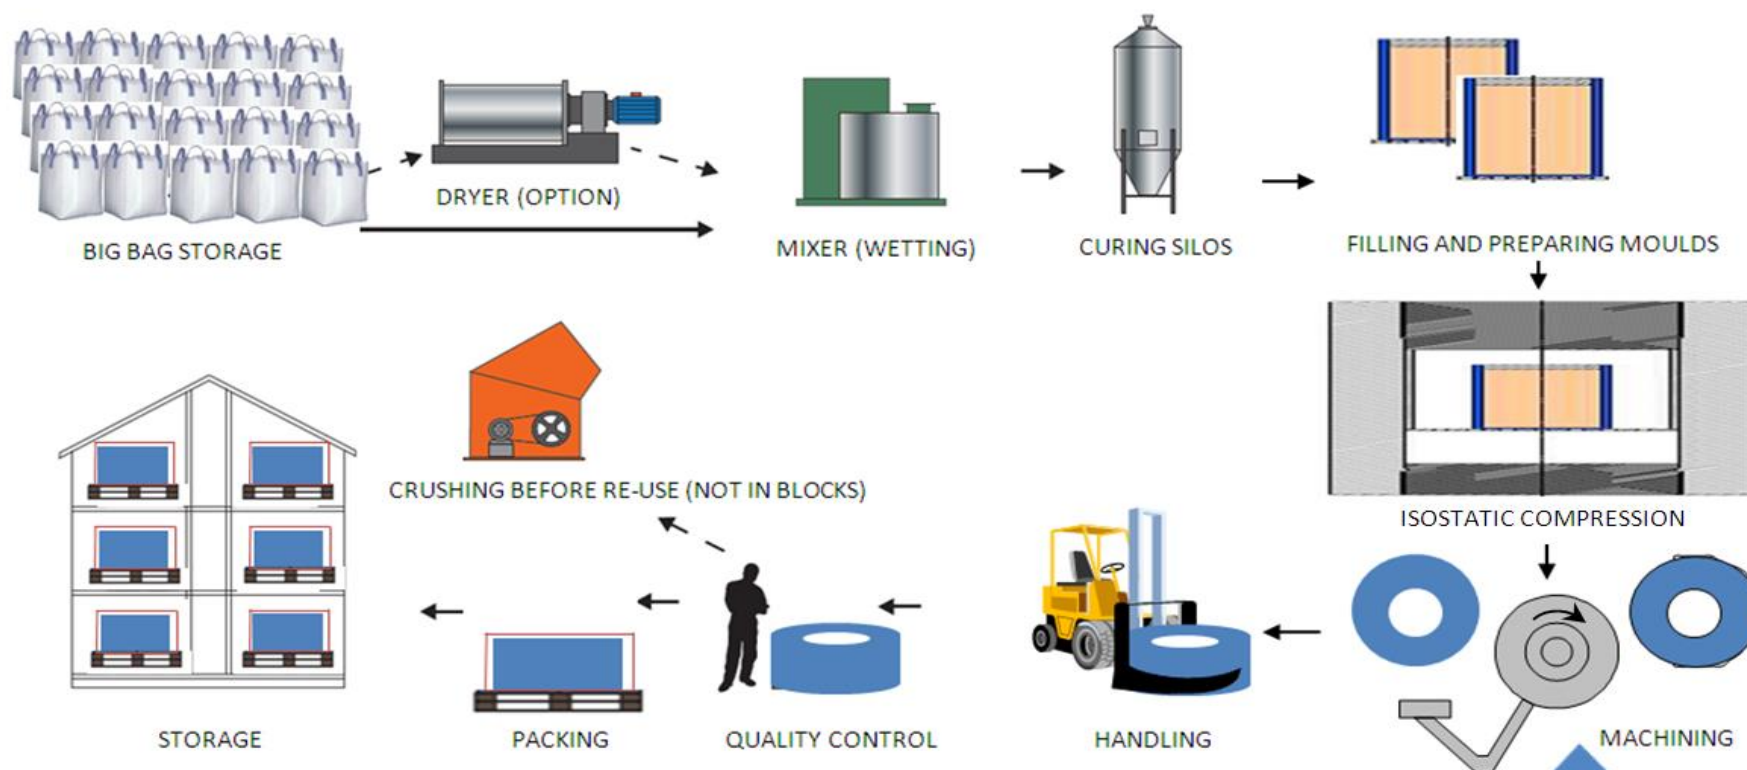 DRYER (OPTION)
BIG BAG STORAGE
MIXER (WETTING)
CURING SILOS
FILLING AND PREPARING MOULDS
CRUSHING BEFORE RE-USE (NOT IN BLOCKS)
ISOSTATIC COMPRESSION
STORAGE
PACKING
QUALITY CONTROL
HANDLING
MACHINING